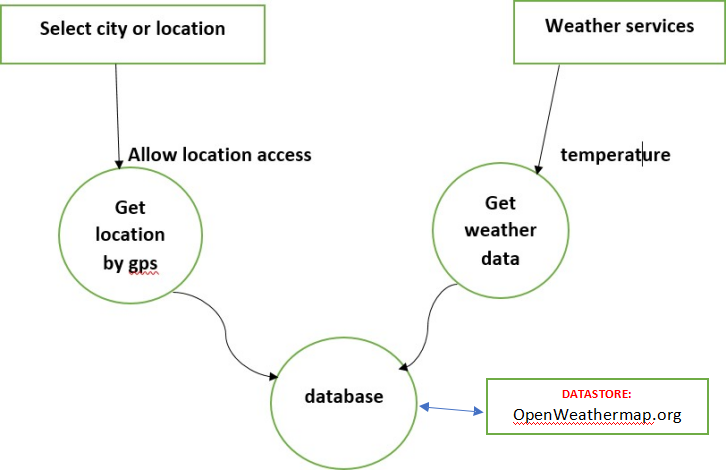 Select city or location
Weather services
Allow location access
temperature
Get
location
by gps
Get
weather
data
database
DATASTORE:
OpenWeathermap.org